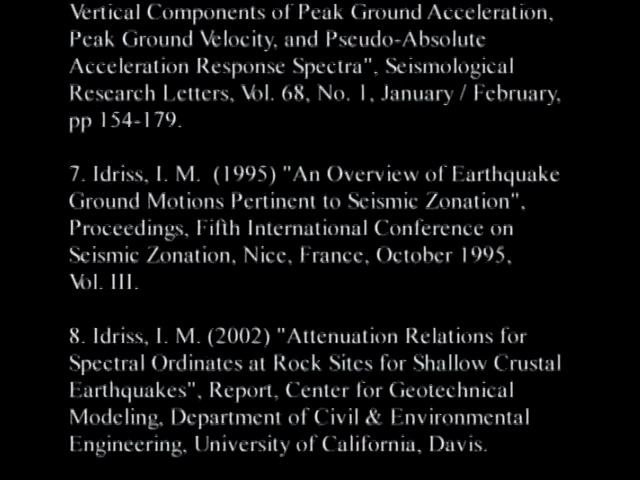 Vertical Components of Peak Ground Acceleration,
Peak Ground Velocity, and Pseudo-Absolute
Acceleration Response Spectra", Seismological
Research Letters, Vol. 68, No. 1, January / February,
pp 154-179.
7. Idriss, I. M.  (1995) "An Overview of Earthquake
Ground Motions Pertinent to Seismic Zonation",
Proceedings, Fifth International Conference on
Seismic Zonation, Nice, France, October 1995,
Vol. III.
8. Idriss, I. M. (2002) "Attenuation Relations for
Spectral Ordinates at Rock Sites for Shallow Crustal
Earthquakes", Report, Center for Geotechnical
Modeling, Department of Civil & Environmental
Engineering, University of California, Davis.